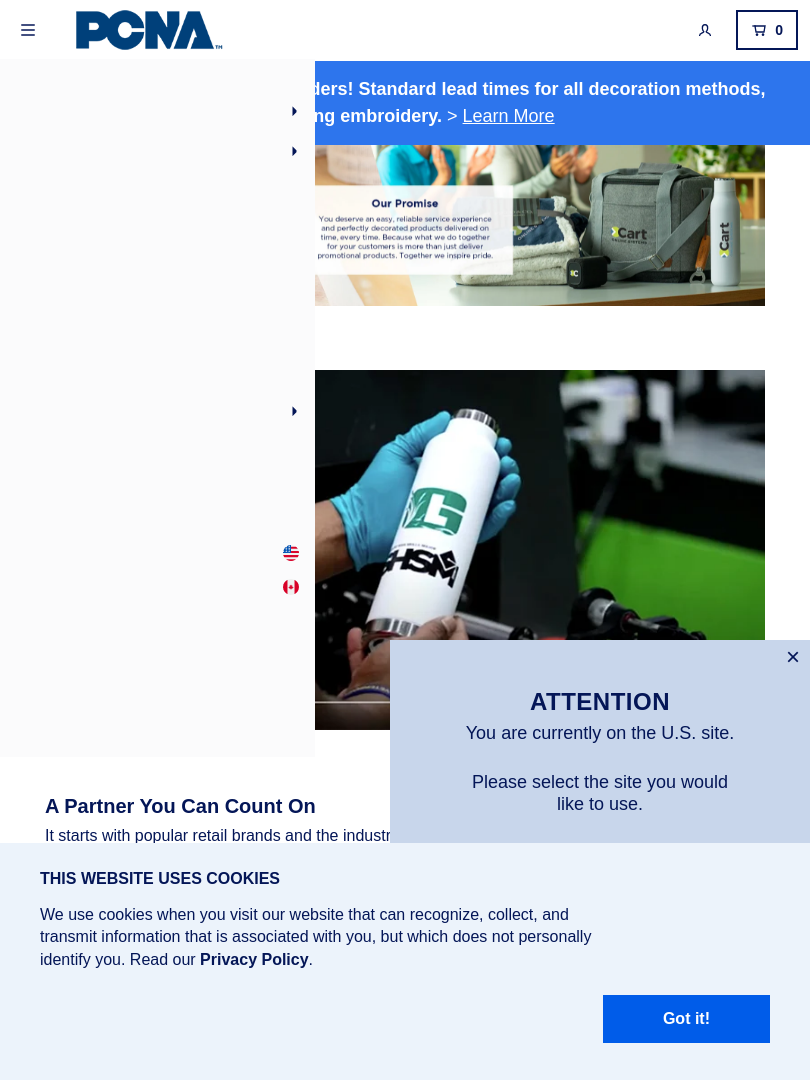 PCNA™
0
ders! Standard lead times for all decoration methods,
ng embroidery. > Learn More
Our Promise
You deserve an easy, reliable service experience
and perfectly decorated products delivered on
time, every time. Because what we do together
for your customers is more than just deliver
promotional products. Together we inspire pride.
Cart
Cart
G
ATTENTION
You are currently on the U.S. site.
Please select the site you would
like to use.
A Partner You Can Count On
It starts with popular retail brands and the industr
THIS WEBSITE USES COOKIES
We use cookies when you visit our website that can recognize, collect, and
transmit information that is associated with you, but which does not personally
identify you. Read our Privacy Policy.
Got it!